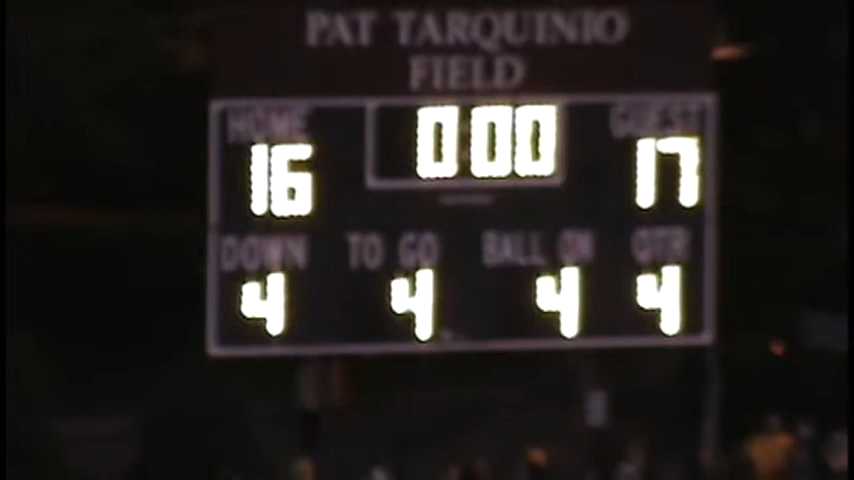 PAT TARQUINIO
FIELD
HOME 0 00 GUEST
16 17
DOWN TO GO BALL ON QTR
4 4 4 4